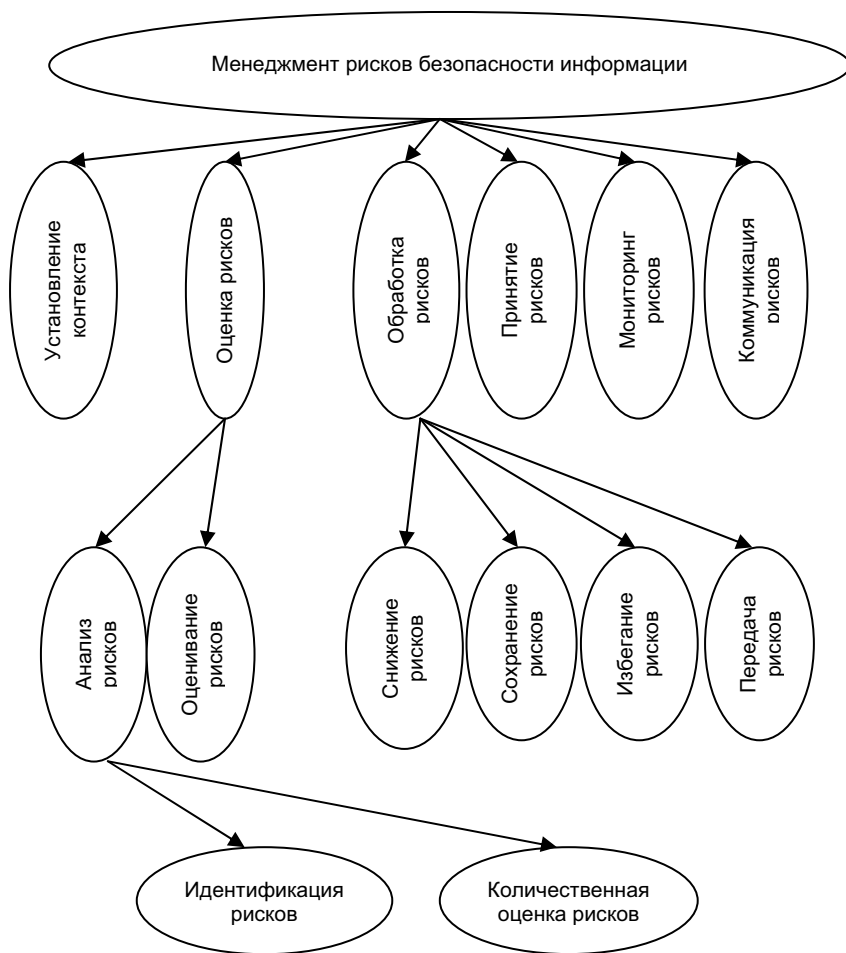 Менеджмент рисков безопасности информации
Установление
контекста
Оценка рисков
Обработка
рисков
Принятие
рисков
Мониторинг
рисков
Коммуникация
рисков
Анализ
рисков
Оценивание
рисков
Снижение
рисков
Сохранение
рисков
Избегание
рисков
Передача
рисков
Идентификация
рисков
Количественная
оценка рисков